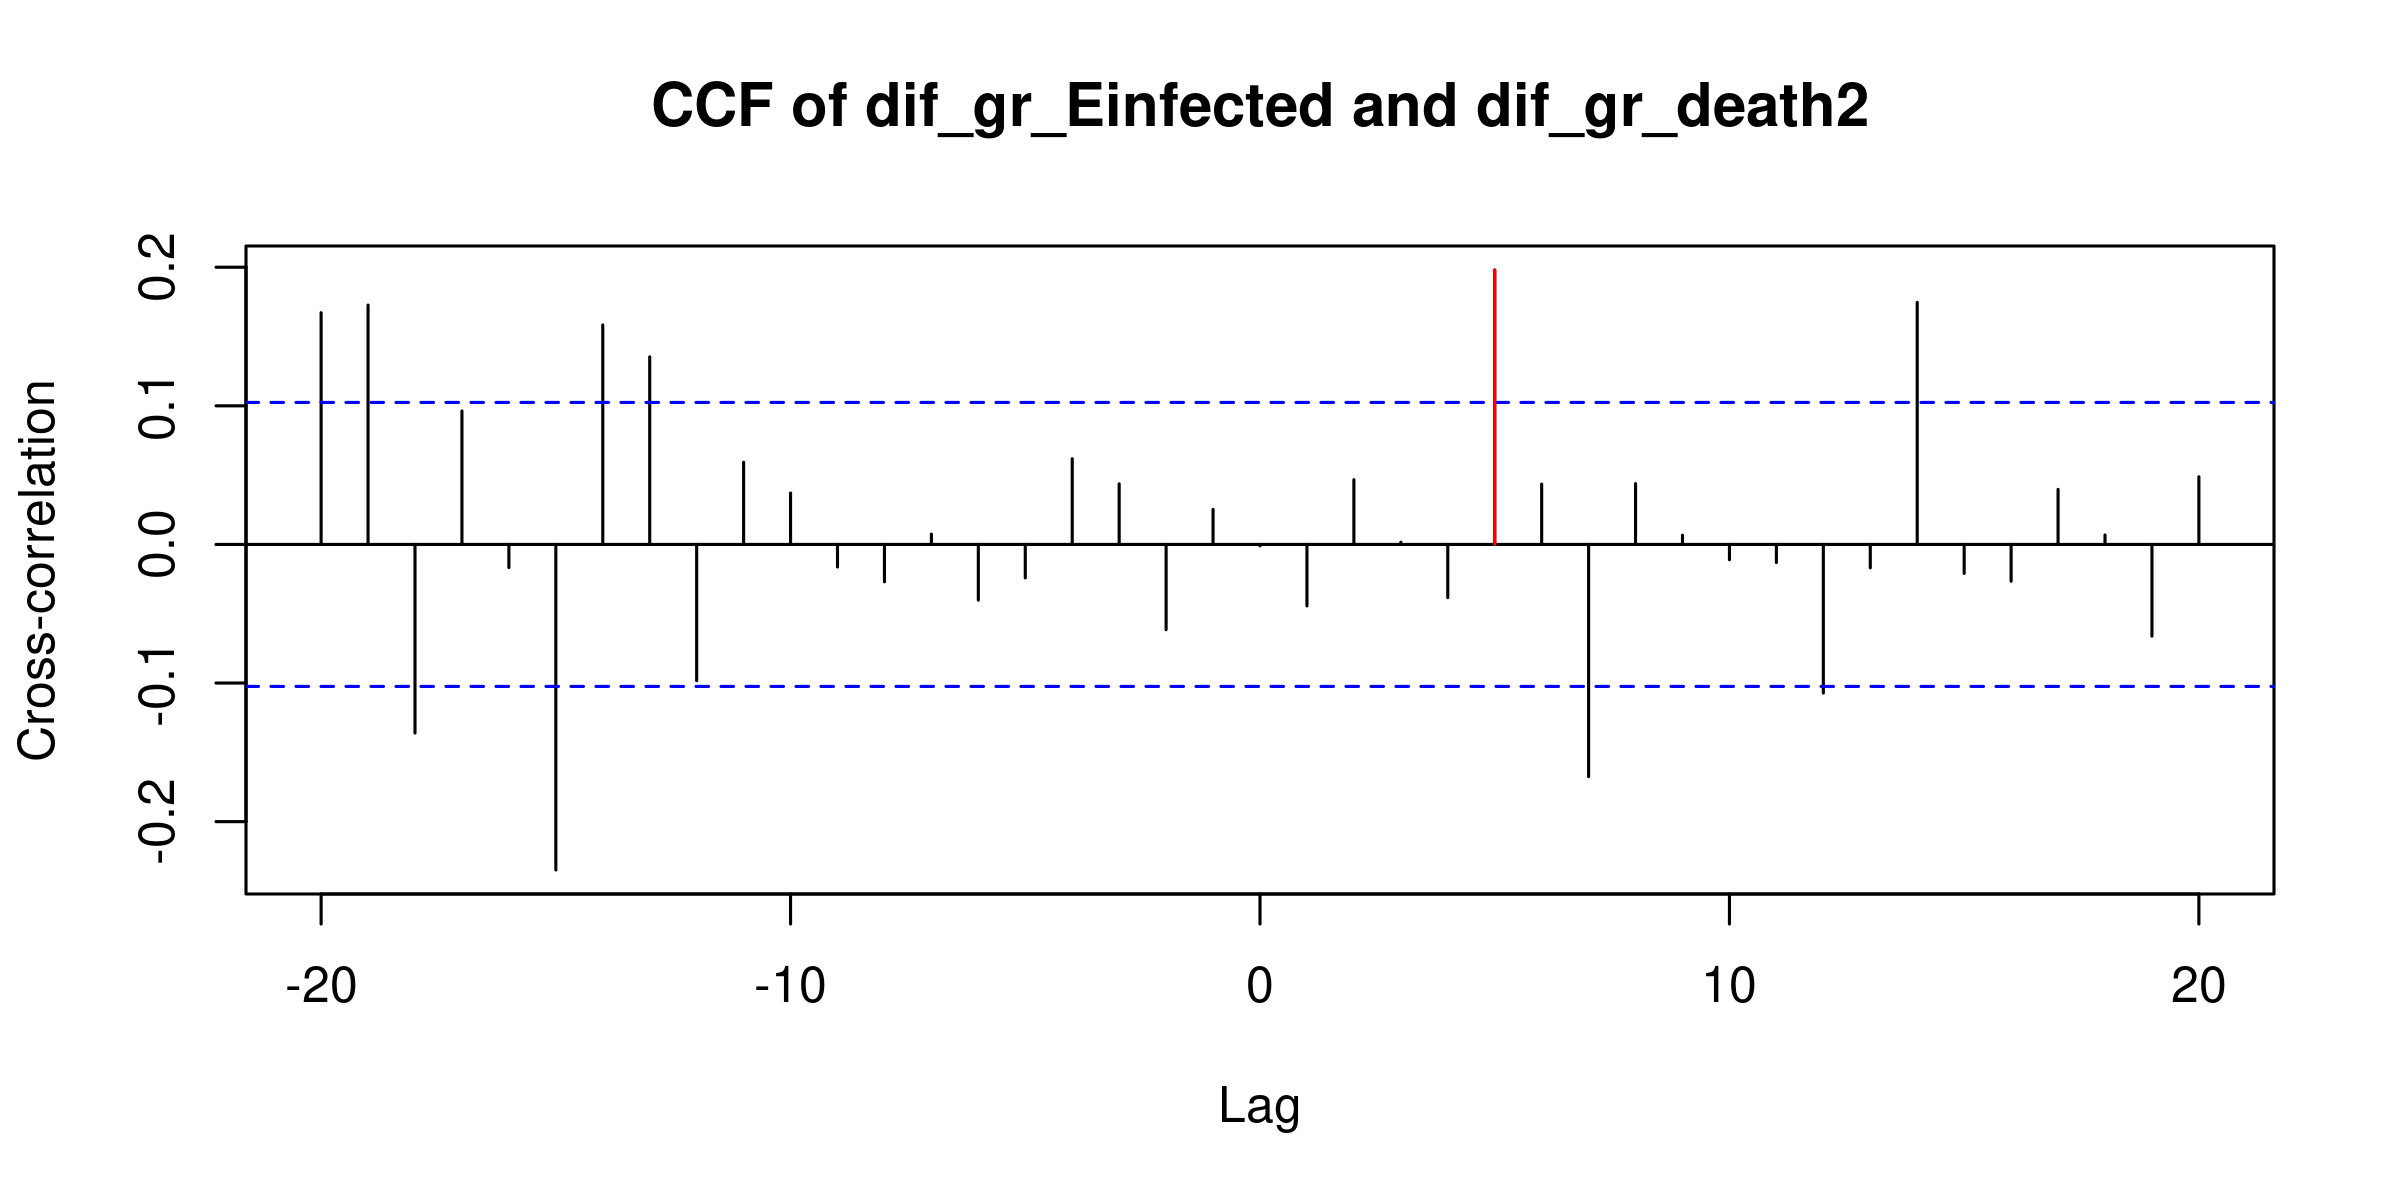 CCF of dif_gr_Einfected and dif_gr_death2
Cross-correlation
0.2
0.1
0.0
-0.1
-0.2
-20 -10 0 10 20
Lag